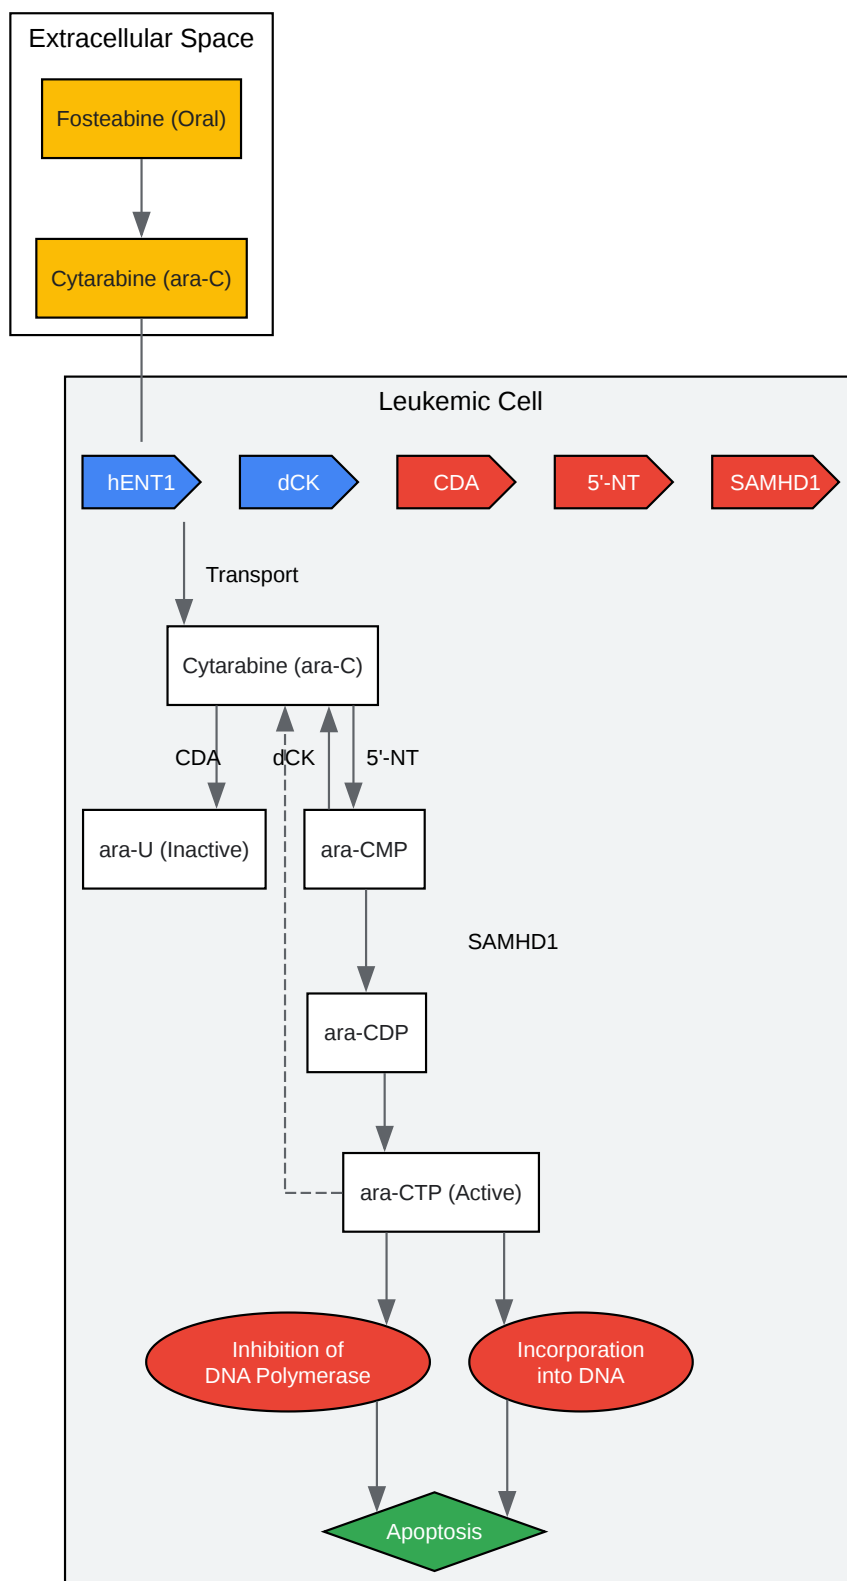 Extracellular Space
Fosteabine (Oral)
Cytarabine (ara-C)
Leukemic Cell
hENT1
dCK
CDA
5'-NT
SAMHD1
Transport
Cytarabine (ara-C)
CDA
dCK
5'-NT
ara-U (Inactive)
ara-CMP
SAMHD1
ara-CDP
ara-CTP (Active)
Inhibition of
DNA Polymerase
Incorporation
into DNA
Apoptosis